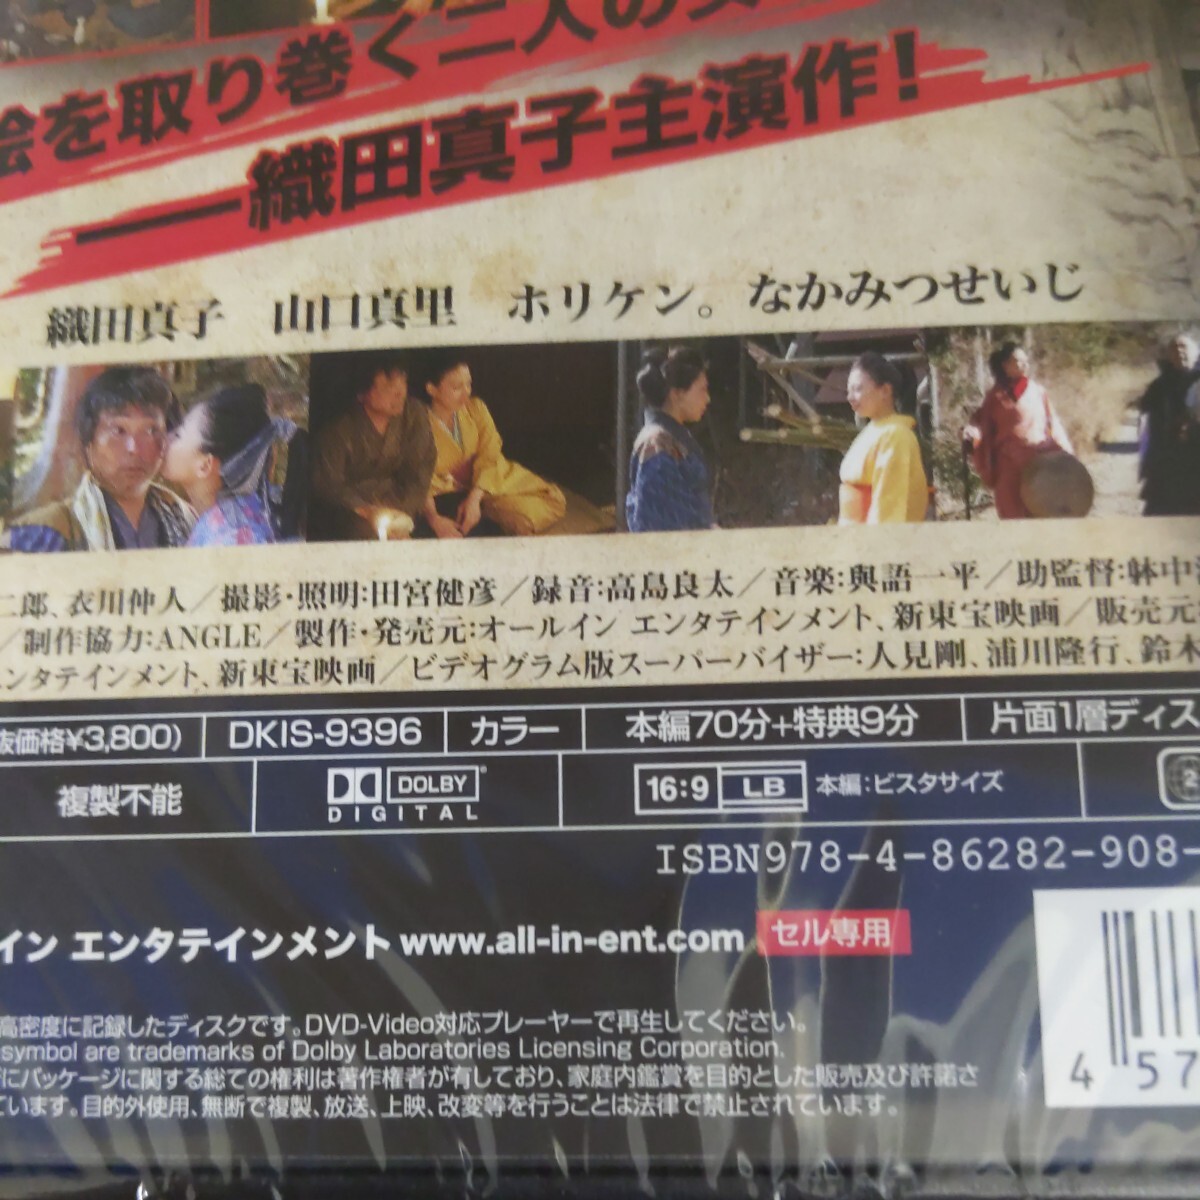 絵を取り巻く二人の
――織田真子主演作！
織田真子　山口真里　ホリケン。　なかみつせいじ
二郎、衣川仲人／撮影・照明：田宮健彦／録音：高島良太／音楽：與語一平／助監督：躰中
／制作協力：ANGLE／製作・発売元：オールイン エンタテインメント、新東宝映画／販売元
ンタテインメント、新東宝映画／ビデオグラム版スーパーバイザー：人見剛、浦川隆行、鈴木
抜価格¥3,800) DKIS-9396 カラー 本編70分+特典9分 片面1層ディス
複製不能 DOLBY DIGITAL 16:9 LB 本編：ビスタサイズ 2
ISBN978-4-86282-908-
イン エンタテインメント www.all-in-ent.com セル専用
高密度に記録したディスクです。DVD-Video対応プレーヤーで再生してください。
symbol are trademarks of Dolby Laboratories Licensing Corporation.
にパッケージに関する総ての権利は著作権者が有しており、家庭内鑑賞を目的とした販売及び許諾さ
ています。目的外使用、無断で複製、放送、上映、改変等を行うことは法律で禁止されています。
4 57